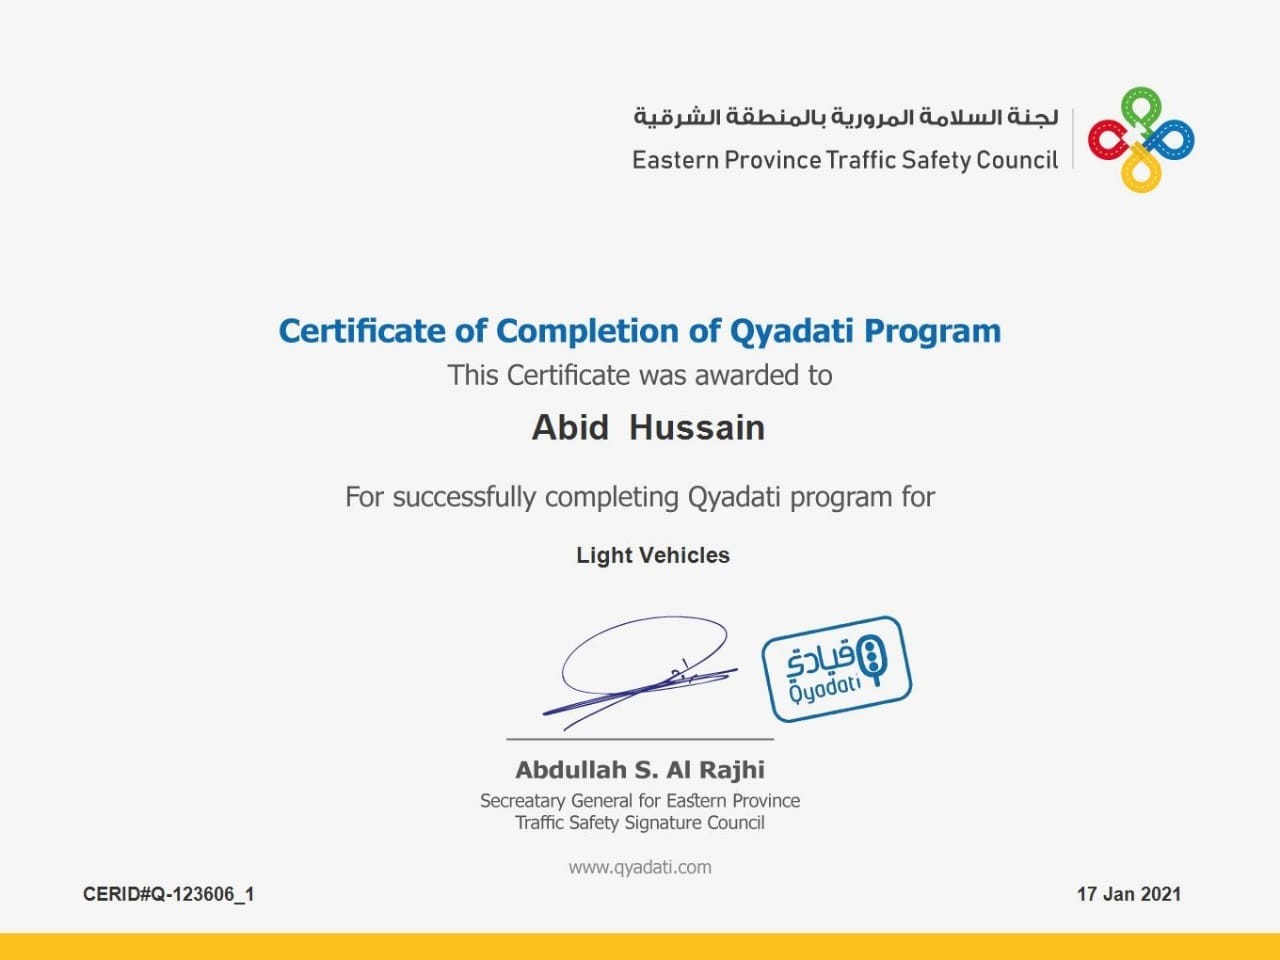 لجنة السلامة المرورية بالمنطقة الشرقية
Eastern Province Traffic Safety Council
Certificate of Completion of Qyadati Program
This Certificate was awarded to
Abid Hussain
For successfully completing Qyadati program for
Light Vehicles
قيادتي
Qyadati
Abdullah S. Al Rajhi
Secreatary General for Eastern Province
Traffic Safety Signature Council
www.qyadati.com
CERID#Q-123606_1
17 Jan 2021